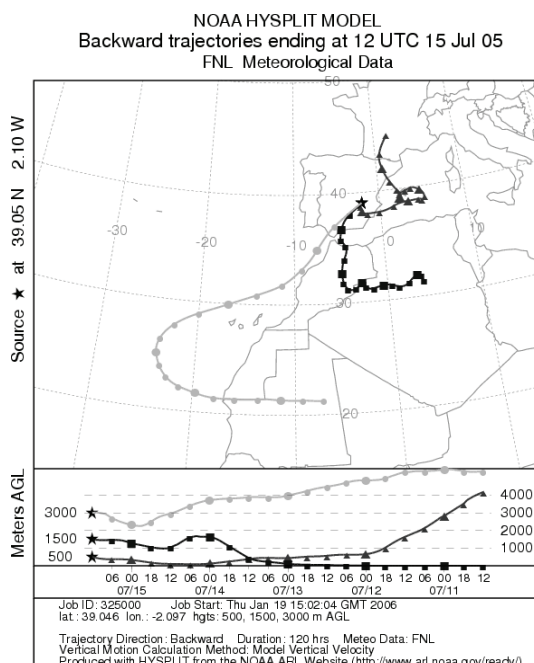 NOAA HYSPLIT MODEL
Backward trajectories ending at 12 UTC 15 Jul 05
FNL Meteorological Data
Source ★ at 39.05 N 2.10 W
50
40
-30
-20
-10
0
10
30
20
Meters AGL
3000
1500
500
4000
3000
2000
1000
06 00 18 12 06 00 18 12 06 00 18 12 06 00 18 12 06 00 18 12
07/15 07/14 07/13 07/12 07/11
Job ID: 325000 Job Start: Thu Jan 19 15:02:04 GMT 2006
lat.: 39.046 lon.: -2.097 hgts: 500, 1500, 3000 m AGL
Trajectory Direction: Backward Duration: 120 hrs Meteo Data: FNL
Vertical Motion Calculation Method: Model Vertical Velocity
Produced with HYSPLIT from the NOAA ARL Website (http://www.arl.noaa.gov/ready/)